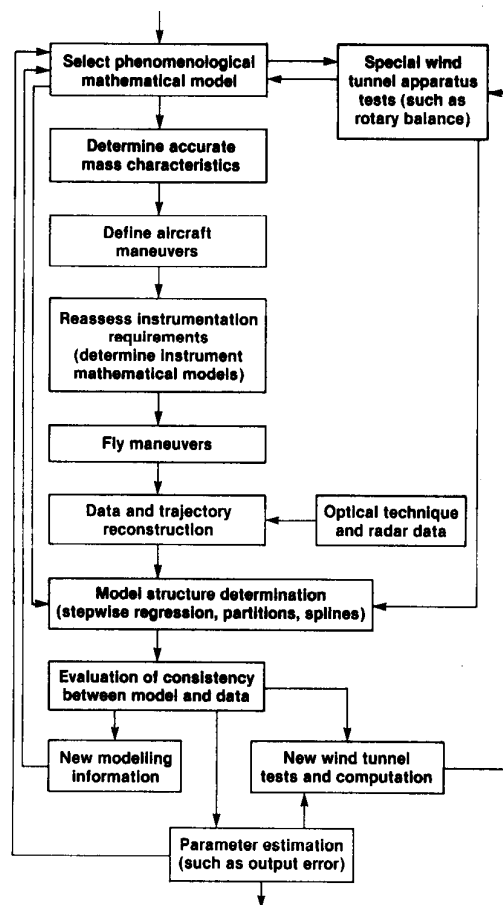 Select phenomenological
mathematical model
Special wind
tunnel apparatus
tests (such as
rotary balance)
Determine accurate
mass characteristics
Define aircraft
maneuvers
Reassess instrumentation
requirements
(determine instrument
mathematical models)
Fly maneuvers
Data and trajectory
reconstruction
Optical technique
and radar data
Model structure determination
(stepwise regression, partitions, splines)
Evaluation of consistency
between model and data
New modelling
information
New wind tunnel
tests and computation
Parameter estimation
(such as output error)